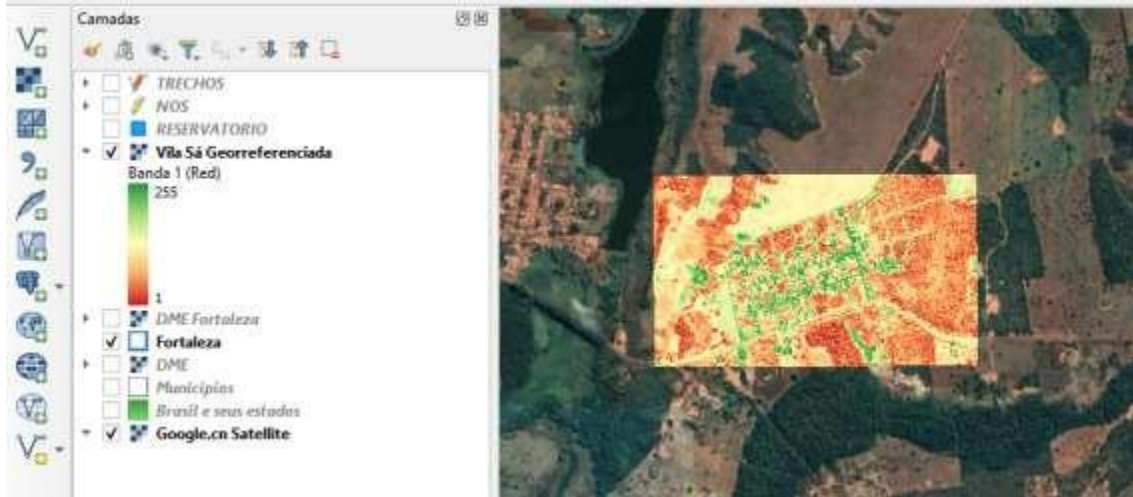 Camadas
TRECHOS
NOS
RESERVATORIO
Vila Sá Georreferenciada
Banda 1 (Red)
255
1
DME Fortaleza
Fortaleza
DME
Municipios
Brasil e seus estados
Google.cn Satellite